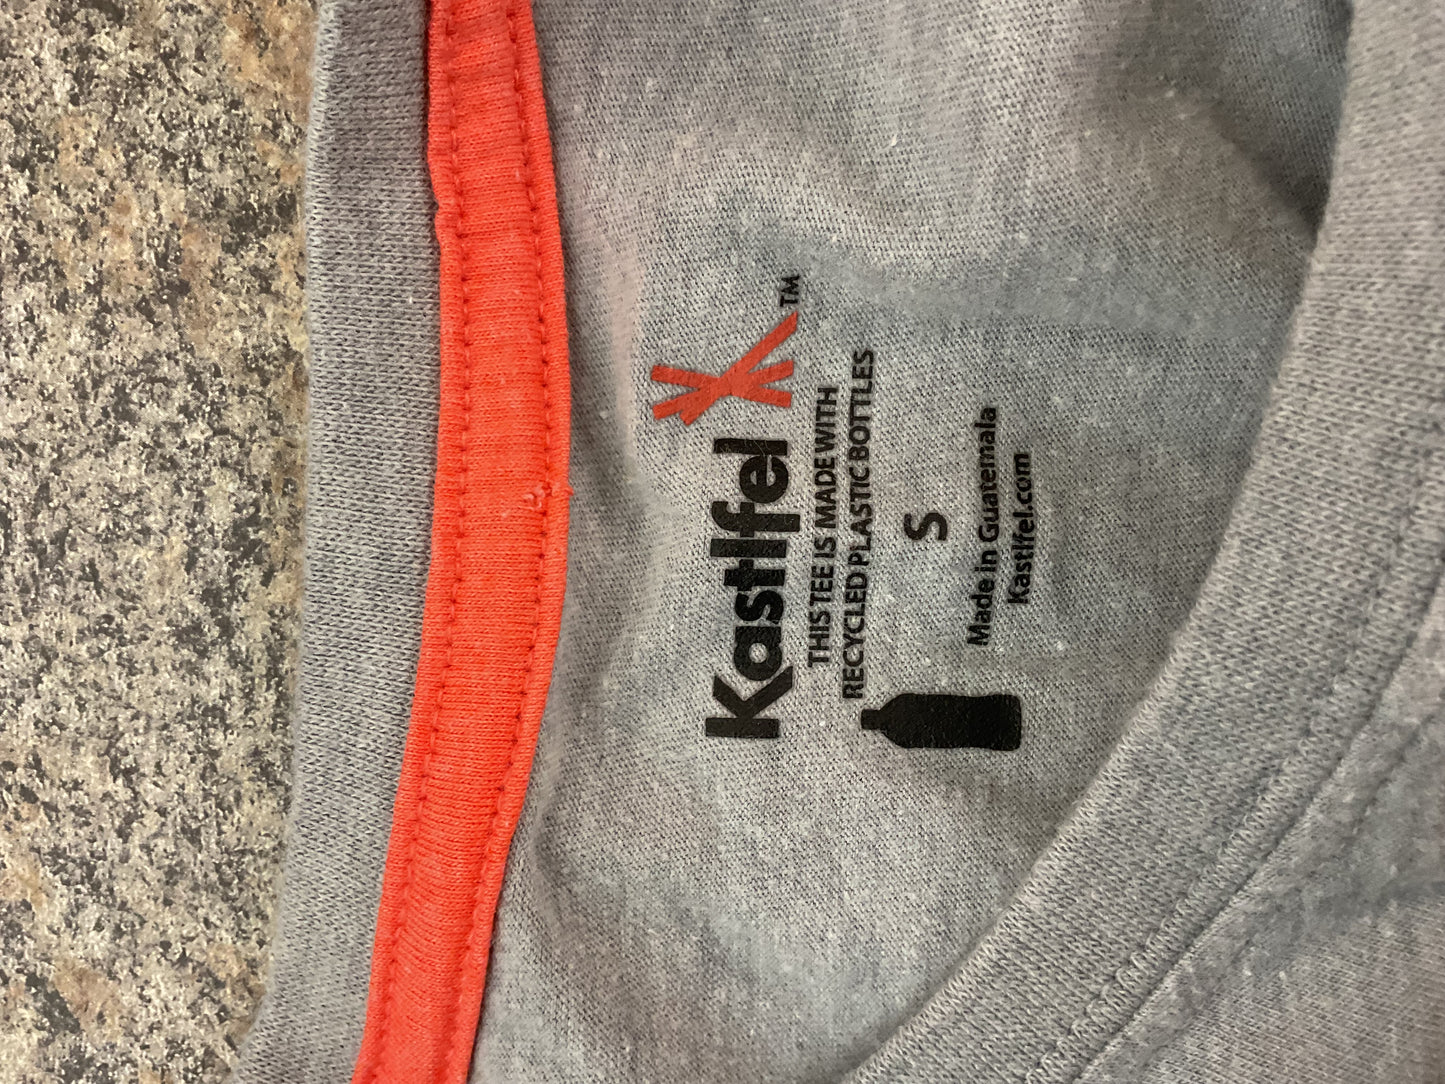 Kastlfel ™
THIS TEE IS MADE WITH
RECYCLED PLASTIC BOTTLES
S
Made in Guatemala
Kastlfel.com